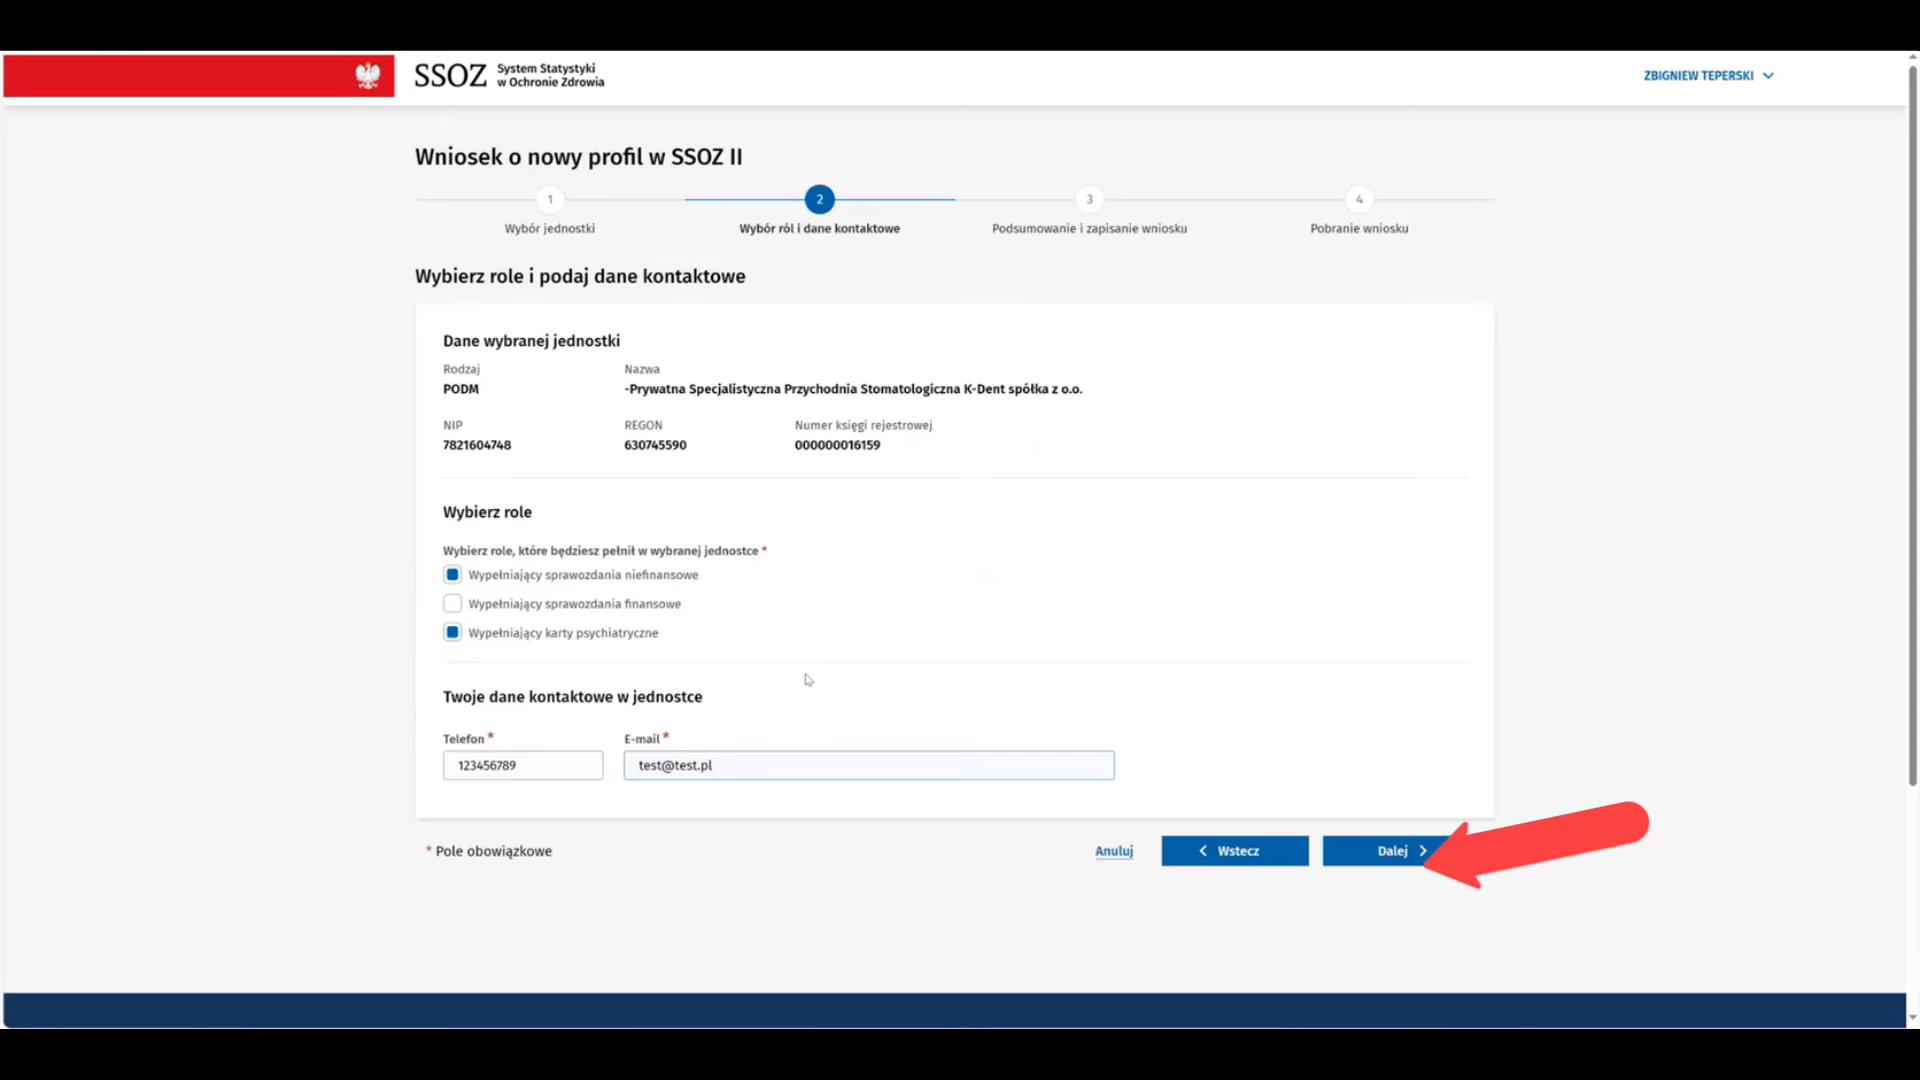 SSOZ System Statystyki
w Ochronie Zdrowia
ZBIGNIEW TEPERSKI
Wniosek o nowy profil w SSOZ II
1 2 3 4
Wybór jednostki Wybór ról i dane kontaktowe Podsumowanie i zapisanie wniosku Pobranie wniosku
Wybierz role i podaj dane kontaktowe
Dane wybranej jednostki
Rodzaj Nazwa
PODM -Prywatna Specjalistyczna Przychodnia Stomatologiczna K-Dent spółka z o.o.
NIP REGON Numer księgi rejestrowej
7821604748 630745590 000000016159
Wybierz role
Wybierz role, które będziesz pełnił w wybranej jednostce *
Wypełniający sprawozdania niefinansowe
Wypełniający sprawozdania finansowe
Wypełniający karty psychiatryczne
Twoje dane kontaktowe w jednostce
Telefon * E-mail *
123456789 test@test.pl
* Pole obowiązkowe Anuluj Wstecz Dalej